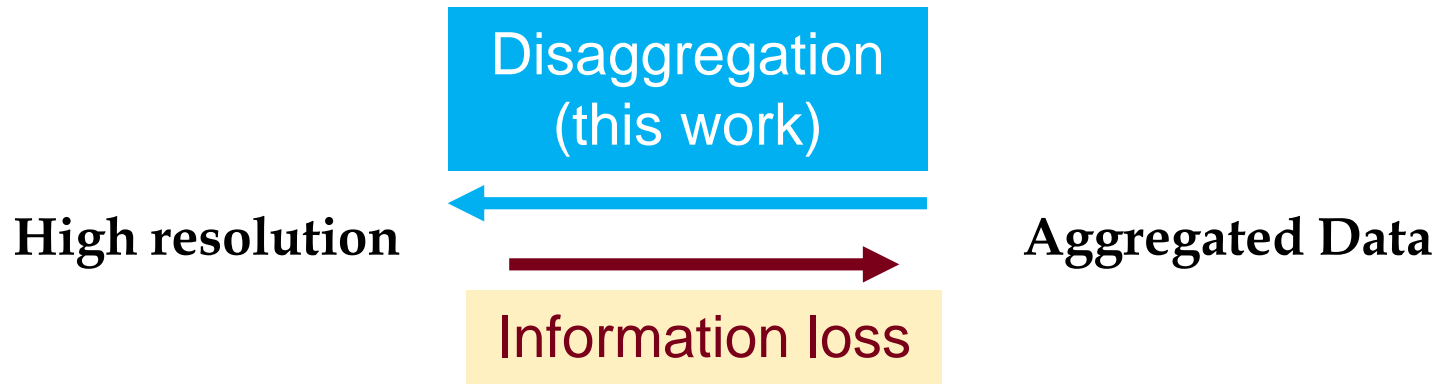 Disaggregation
(this work)
High resolution
Aggregated Data
Information loss